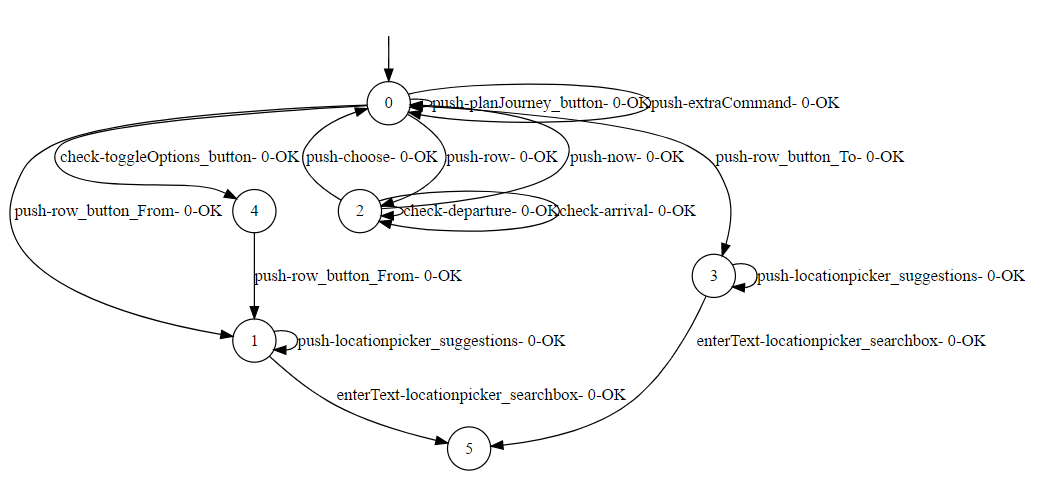 0
push-planJourney_button- 0-OK
push-extraCommand- 0-OK
check-toggleOptions_button- 0-OK
push-choose- 0-OK
push-row- 0-OK
push-now- 0-OK
push-row_button_To- 0-OK
push-row_button_From- 0-OK
4
2
check-departure- 0-OK
check-arrival- 0-OK
push-row_button_From- 0-OK
3
push-locationpicker_suggestions- 0-OK
1
push-locationpicker_suggestions- 0-OK
enterText-locationpicker_searchbox- 0-OK
enterText-locationpicker_searchbox- 0-OK
5